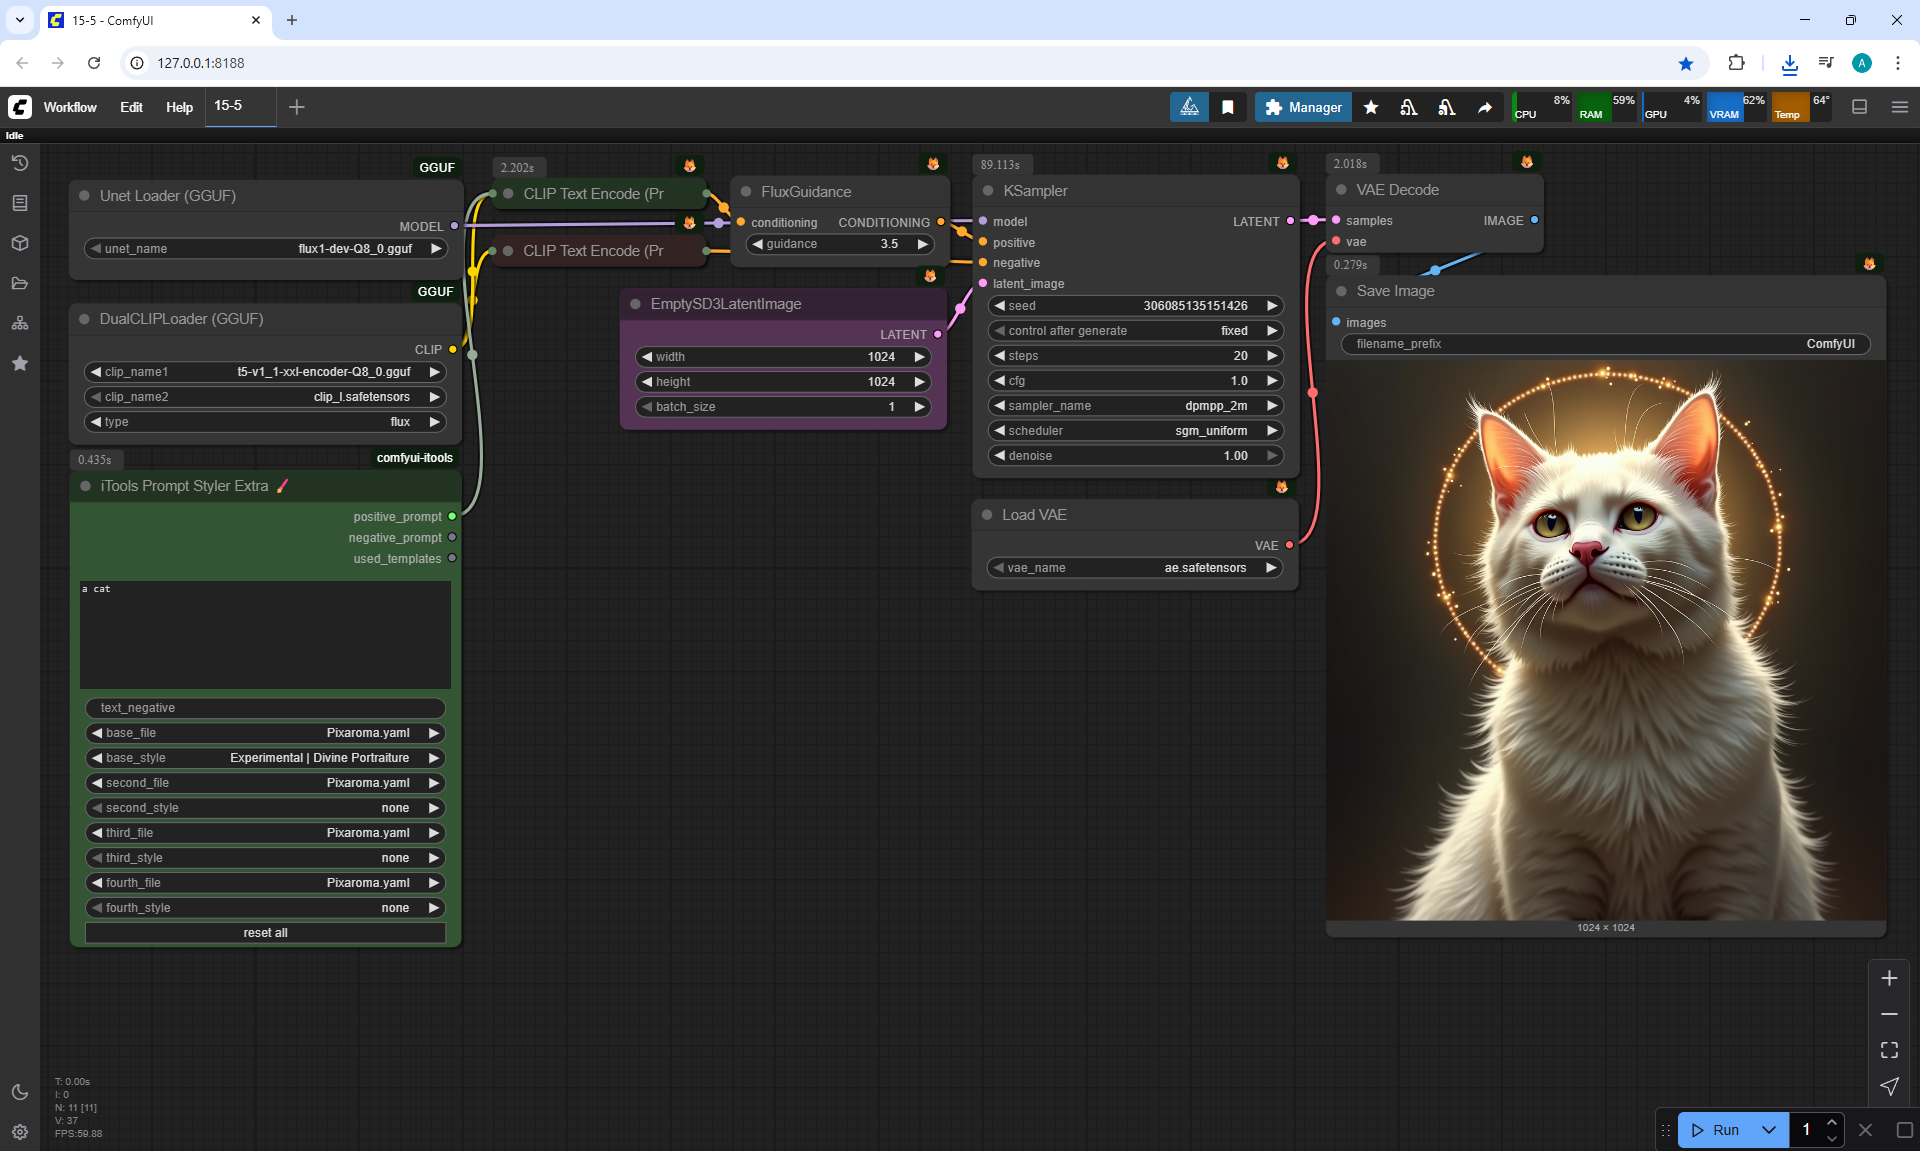 15-5 - ComfyUI
127.0.0.1:8188
A
Workflow Edit Help 15-5
Manager
8% CPU
59% RAM
4% GPU
62% VRAM
64° Temp
Idle
GGUF
Unet Loader (GGUF)
MODEL
unet_name flux1-dev-Q8_0.gguf
GGUF
DualCLIPLoader (GGUF)
CLIP
clip_name1 t5-v1_1-xxl-encoder-Q8_0.gguf
clip_name2 clip_l.safetensors
type flux
0.435s comfyui-itools
iTools Prompt Styler Extra
positive_prompt
negative_prompt
used_templates
a cat
text_negative
base_file Pixaroma.yaml
base_style Experimental | Divine Portraiture
second_file Pixaroma.yaml
second_style none
third_file Pixaroma.yaml
third_style none
fourth_file Pixaroma.yaml
fourth_style none
reset all
2.202s
CLIP Text Encode (Pr
CLIP Text Encode (Pr
FluxGuidance
conditioning CONDITIONING
guidance 3.5
EmptySD3LatentImage
LATENT
width 1024
height 1024
batch_size 1
89.113s
KSampler
model LATENT
positive
negative
latent_image
seed 306085135151426
control after generate fixed
steps 20
cfg 1.0
sampler_name dpmpp_2m
scheduler sgm_uniform
denoise 1.00
Load VAE
VAE
vae_name ae.safetensors
2.018s
VAE Decode
samples IMAGE
vae
0.279s
Save Image
images
filename_prefix ComfyUI
1024 × 1024
T: 0.00s
I: 0
N: 11 [11]
V: 37
FPS:59.88
Run 1